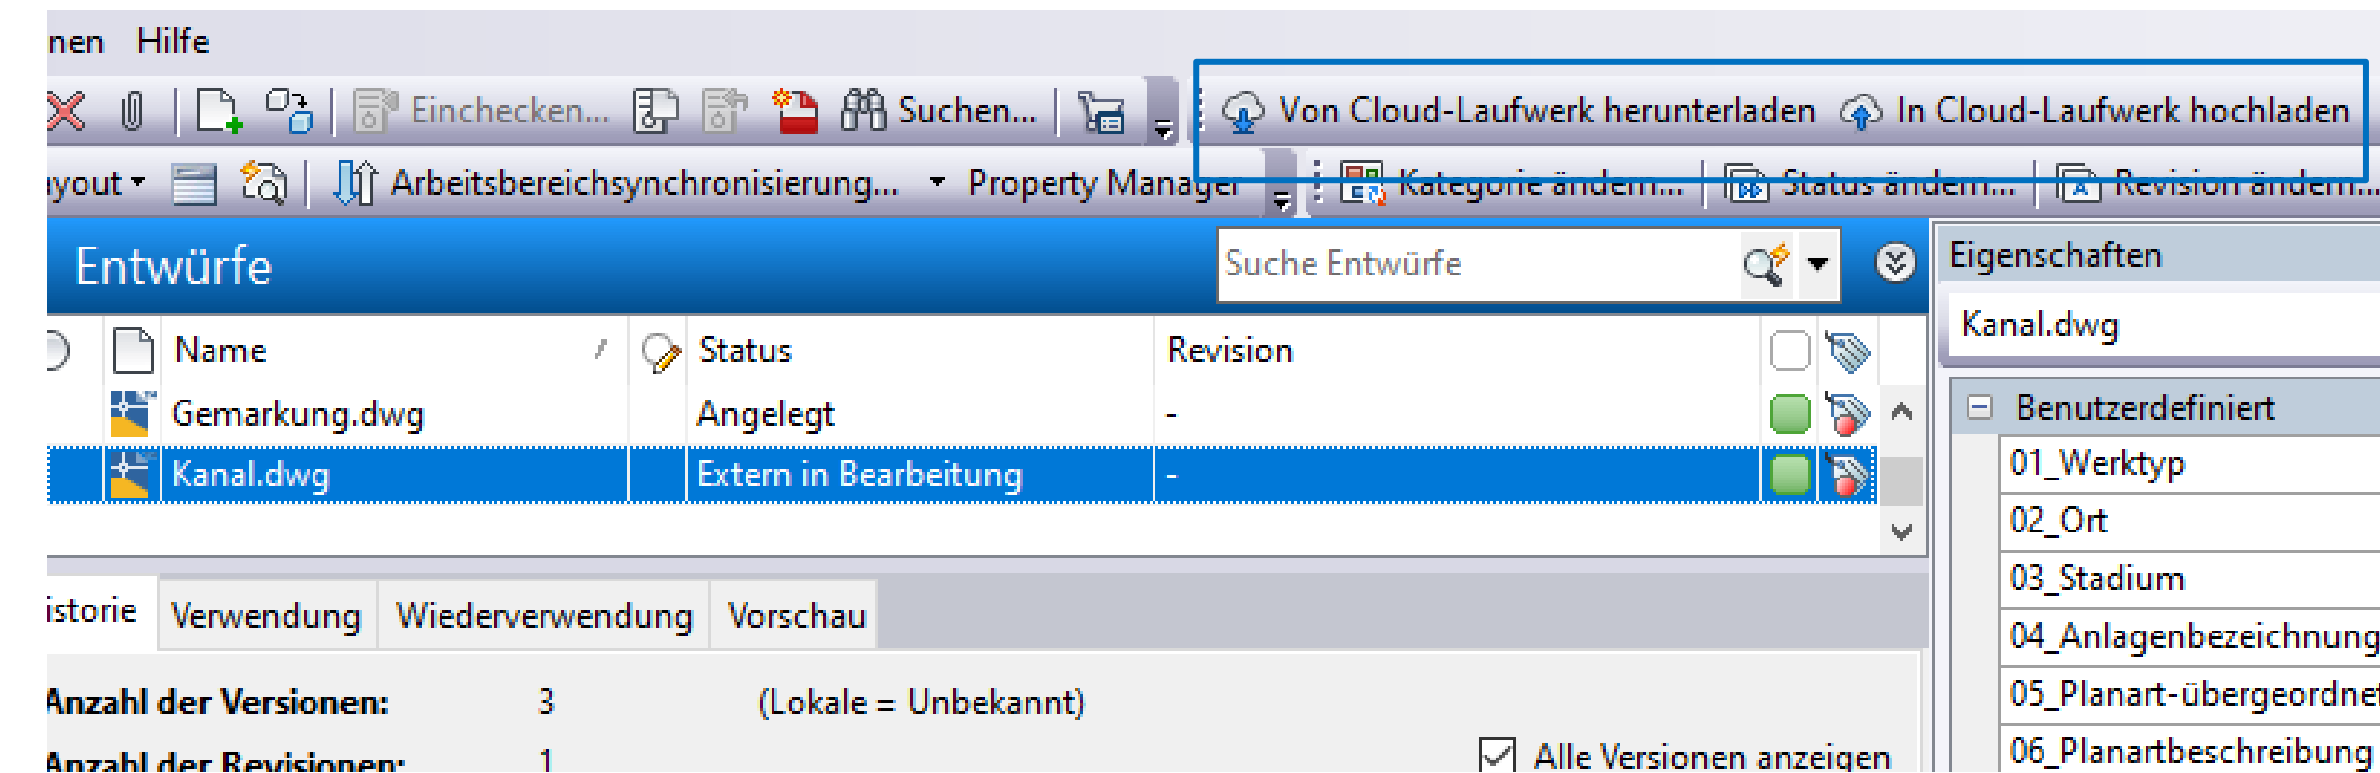 nen Hilfe
Einchecken... Suchen... Von Cloud-Laufwerk herunterladen In Cloud-Laufwerk hochladen
ayout Arbeitsbereichsynchronisierung... Property Manager Kategorie ändern... Status ändern... Revision ändern...
Entwürfe Suche Entwürfe Eigenschaften
Kanal.dwg
Name Status Revision
Gemarkung.dwg Angelegt - Benutzerdefiniert
Kanal.dwg Extern in Bearbeitung - 01_Werktyp
02_Ort
03_Stadium
istorie Verwendung Wiederverwendung Vorschau
04_Anlagenbezeichnung
Anzahl der Versionen: 3 (Lokale = Unbekannt) 05_Planart-übergeordnet
Anzahl der Revisionen: 1 Alle Versionen anzeigen 06_Planartbeschreibung